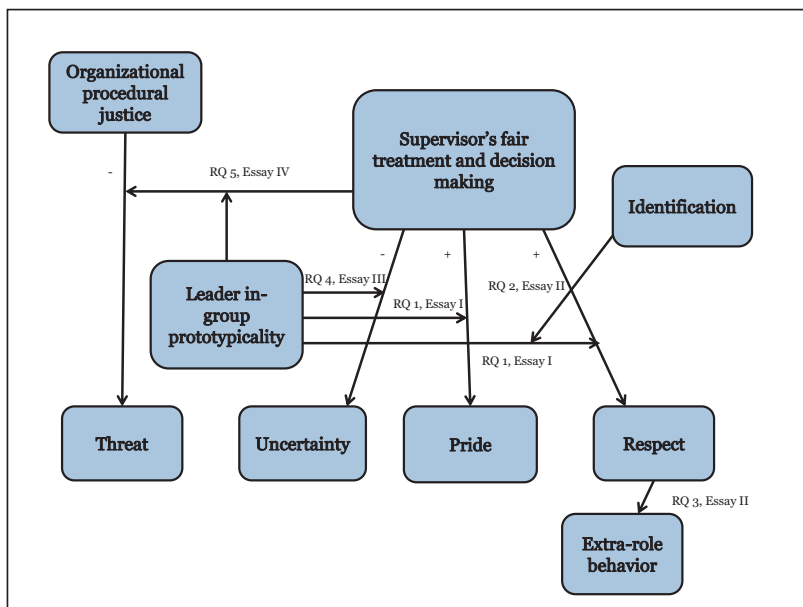 Organizational
procedural
justice
Supervisor's fair
treatment and decision
making
-
RQ 5, Essay IV
Identification
-
+
+
Leader in-
group
prototypicality
RQ 4, Essay III
RQ 2, Essay II
RQ 1, Essay I
RQ 1, Essay I
Threat
Uncertainty
Pride
Respect
RQ 3, Essay II
Extra-role
behavior